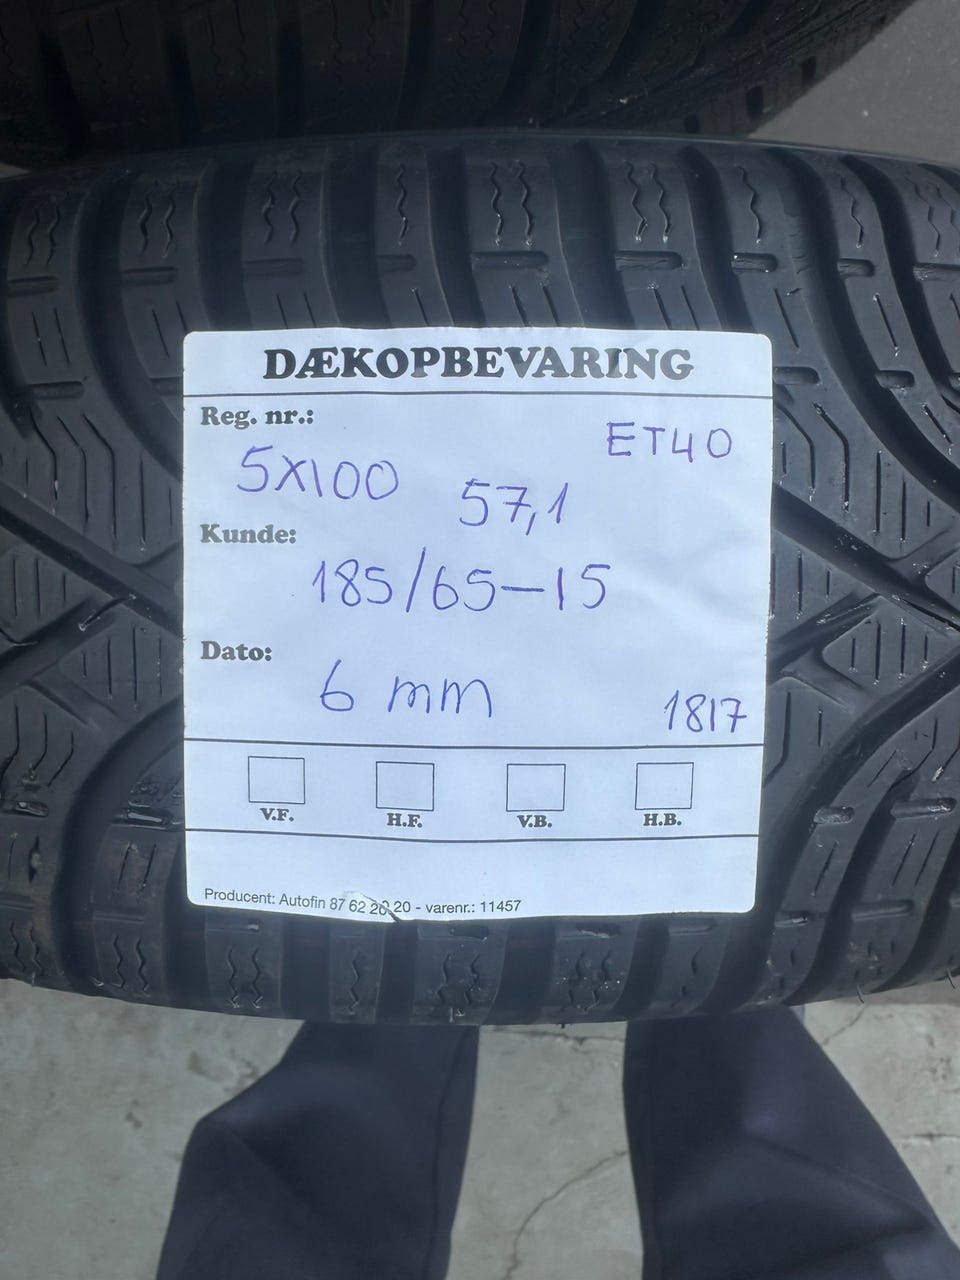 DÆKOPBEVARING
Reg. nr.:
ET40
5X100
57,1
Kunde:
185/65-15
Dato:
6 mm
1817
V.F. H.F. V.B. H.B.
Producent: Autofin 87 62 20 20 - varenr.: 11457